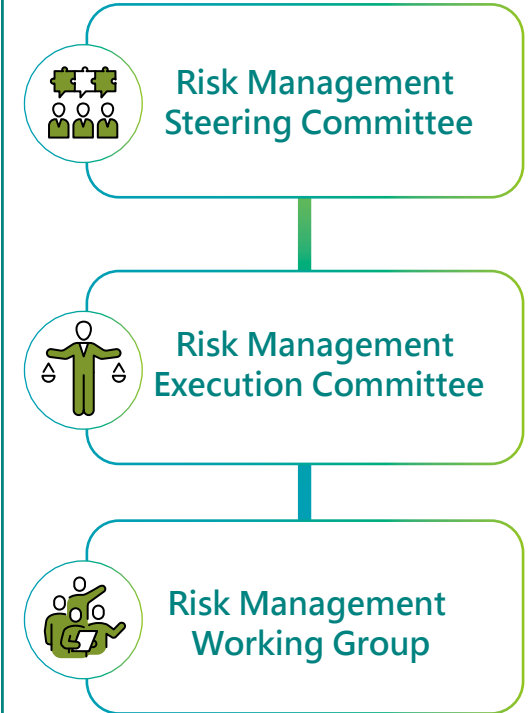 Risk Management
Steering Committee
Risk Management
Execution Committee
Risk Management
Working Group